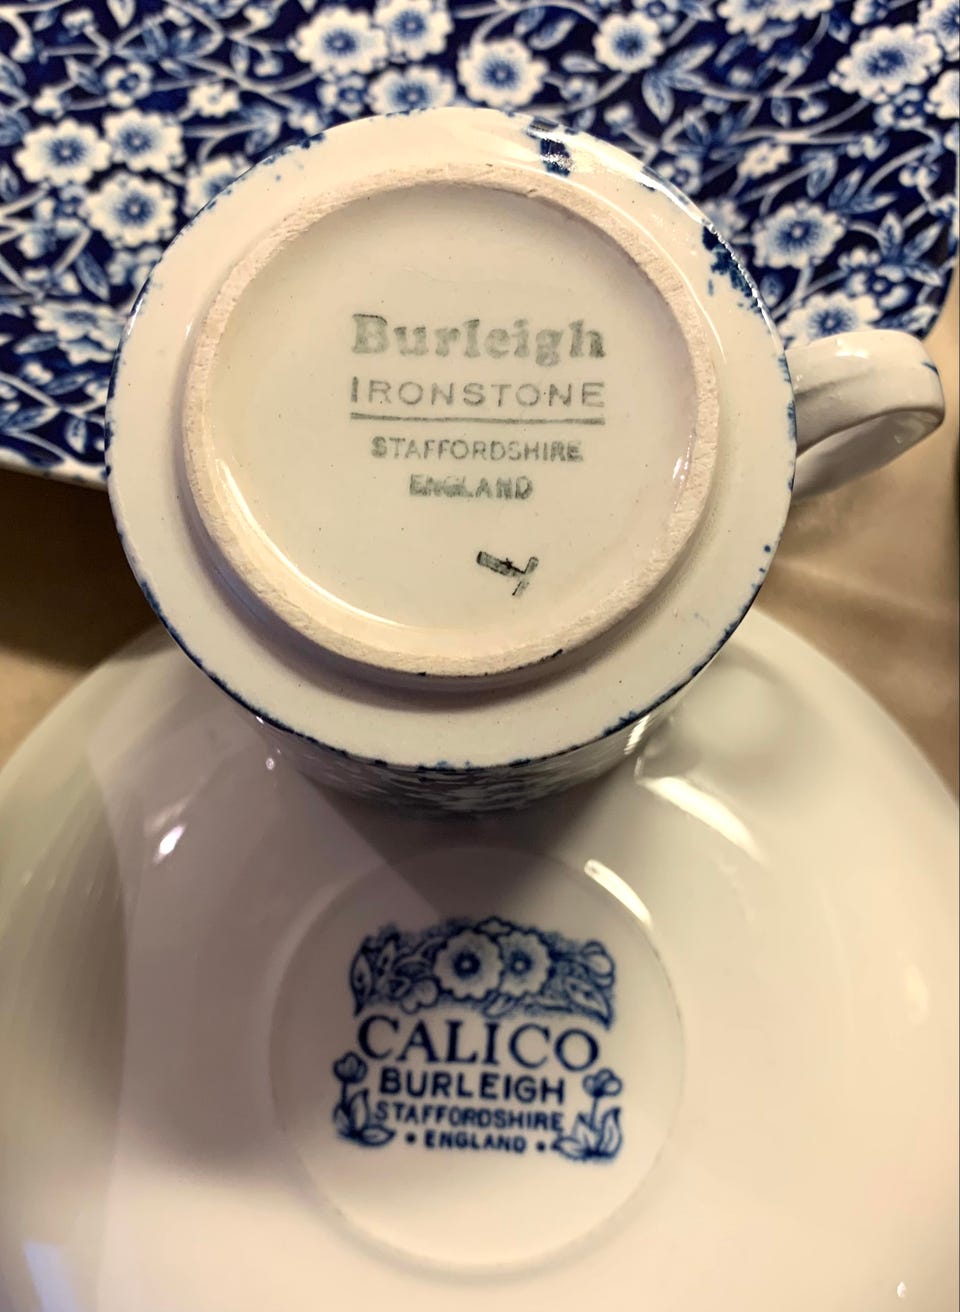 Burleigh
IRONSTONE
STAFFORDSHIRE
ENGLAND
CALICO
BURLEIGH
STAFFORDSHIRE
• ENGLAND •